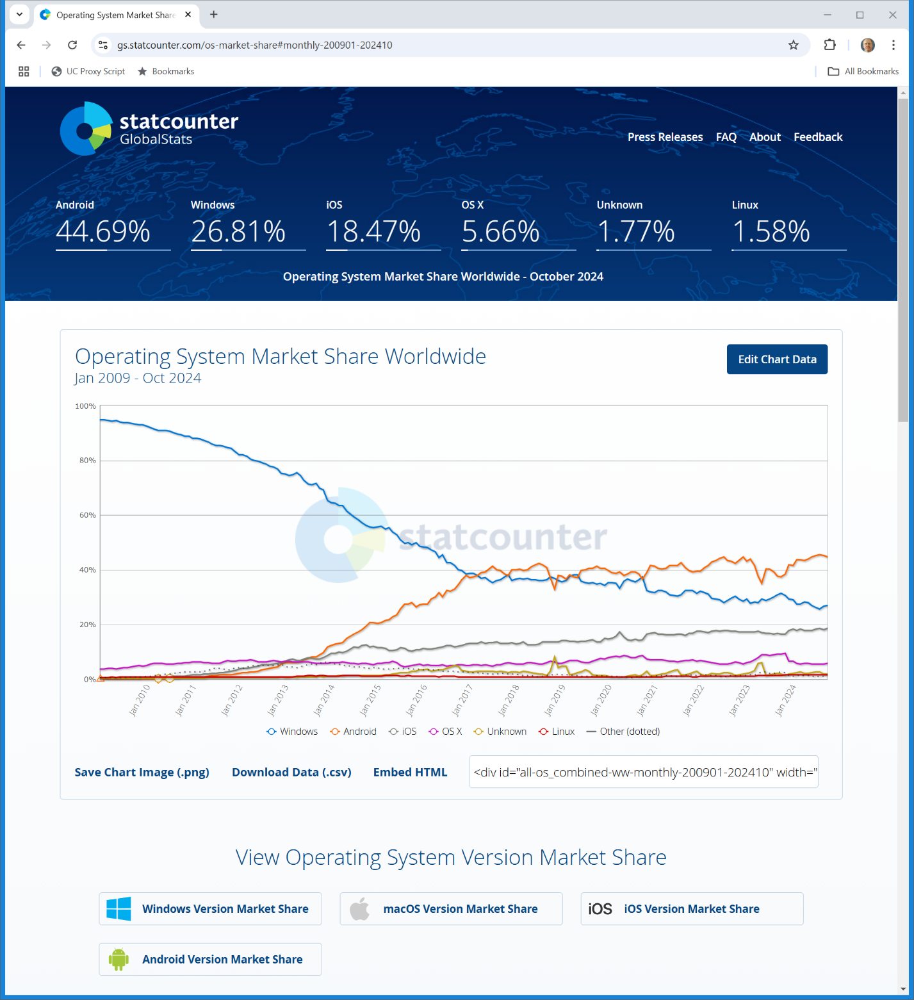 Operating System Market Share
gs.statcounter.com/os-market-share#monthly-200901-202410
UC Proxy Script
Bookmarks
All Bookmarks
statcounter
GlobalStats
Press Releases FAQ About Feedback
Android Windows iOS OS X Unknown Linux
44.69% 26.81% 18.47% 5.66% 1.77% 1.58%
Operating System Market Share Worldwide - October 2024
Operating System Market Share Worldwide
Jan 2009 - Oct 2024
Edit Chart Data
100%
80%
60%
statcounter
40%
20%
0%
Jan 2010 Jan 2011 Jan 2012 Jan 2013 Jan 2014 Jan 2015 Jan 2016 Jan 2017 Jan 2018 Jan 2019 Jan 2020 Jan 2021 Jan 2022 Jan 2023 Jan 2024
Windows Android iOS OS X Unknown Linux Other (dotted)
Save Chart Image (.png) Download Data (.csv) Embed HTML <div id="all-os_combined-ww-monthly-200901-202410" width="
View Operating System Version Market Share
Windows Version Market Share
macOS Version Market Share
iOS iOS Version Market Share
Android Version Market Share